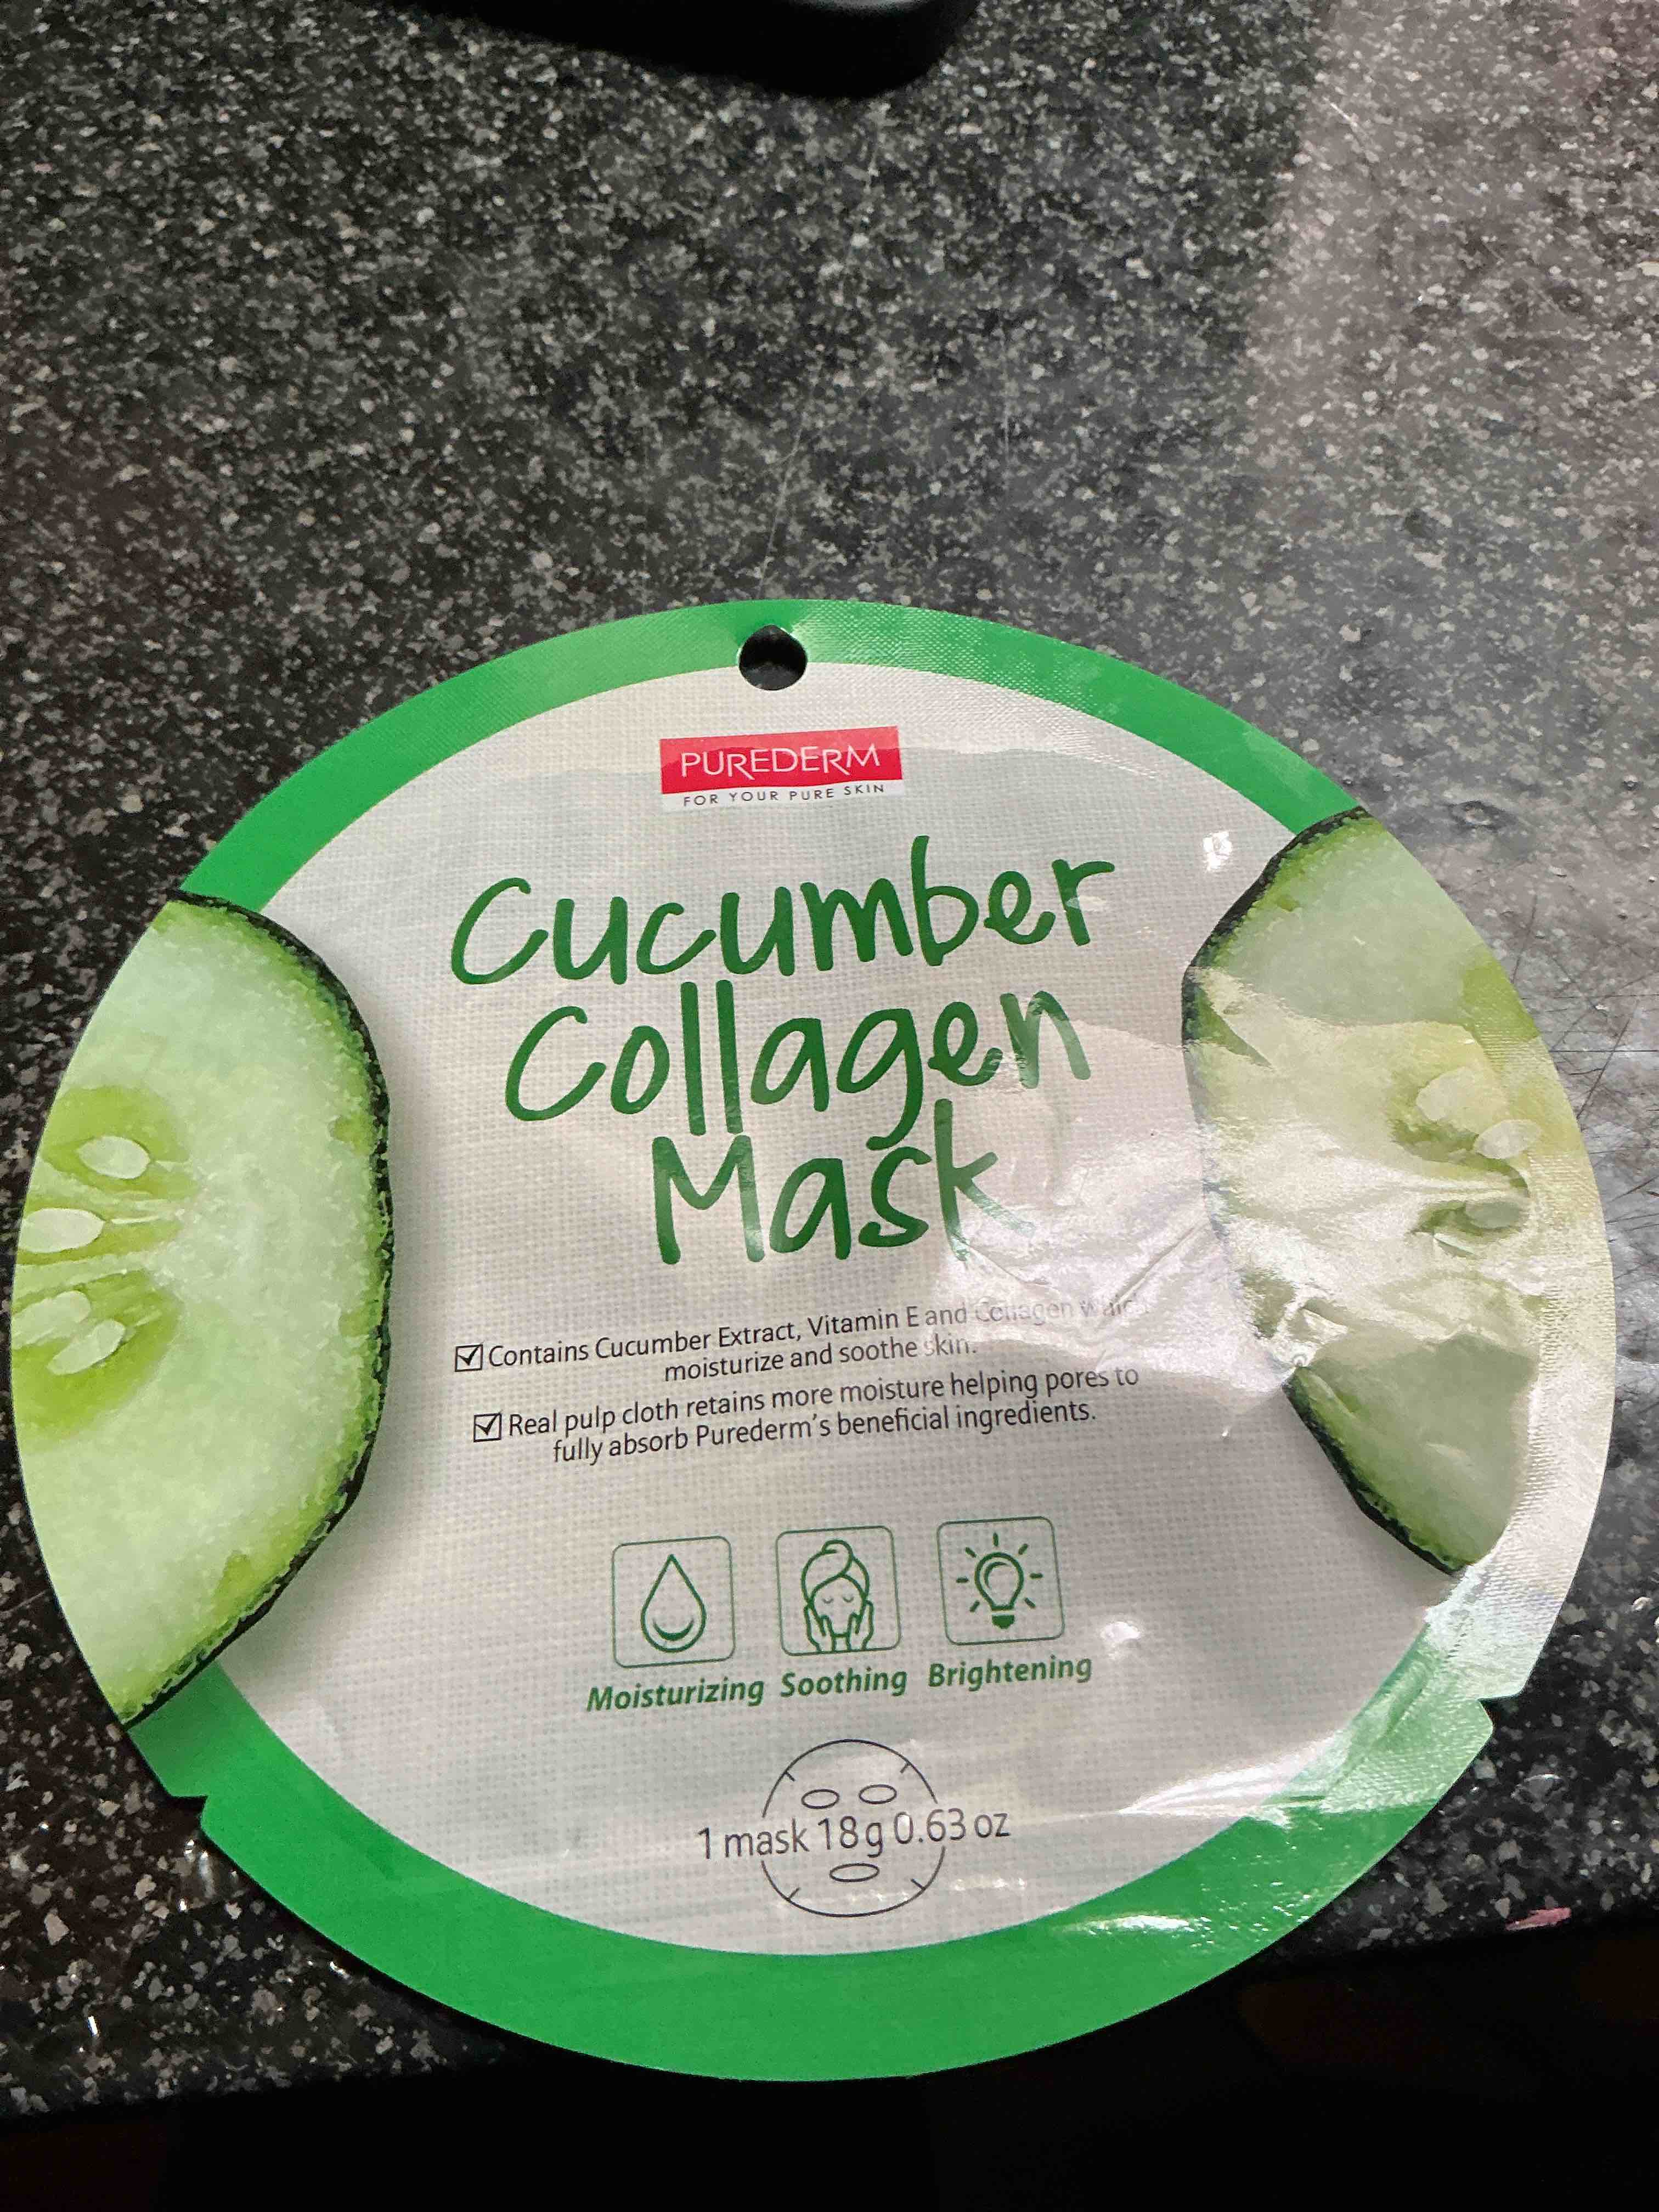 PUREDERM
FOR YOUR PURE SKIN
Cucumber
Collagen
Mask
Contains Cucumber Extract, Vitamin E and Collagen which
moisturize and soothe skin.
Real pulp cloth retains more moisture helping pores to
fully absorb Purederm's beneficial ingredients.
Moisturizing Soothing Brightening
1 mask 18g 0.63 oz